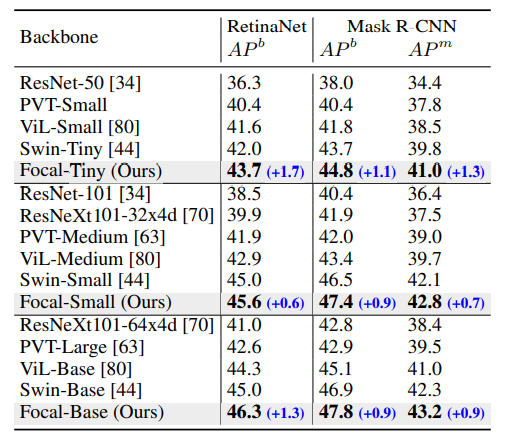 Backbone RetinaNet Mask R-CNN
AP^b AP^b AP^m
ResNet-50 [34] 36.3 38.0 34.4
PVT-Small 40.4 40.4 37.8
ViL-Small [80] 41.6 41.8 38.5
Swin-Tiny [44] 42.0 43.7 39.8
Focal-Tiny (Ours) 43.7 (+1.7) 44.8 (+1.1) 41.0 (+1.3)
ResNet-101 [34] 38.5 40.4 36.4
ResNeXt101-32x4d [70] 39.9 41.9 37.5
PVT-Medium [63] 41.9 42.0 39.0
ViL-Medium [80] 42.9 43.4 39.7
Swin-Small [44] 45.0 46.5 42.1
Focal-Small (Ours) 45.6 (+0.6) 47.4 (+0.9) 42.8 (+0.7)
ResNeXt101-64x4d [70] 41.0 42.8 38.4
PVT-Large [63] 42.6 42.9 39.5
ViL-Base [80] 44.3 45.1 41.0
Swin-Base [44] 45.0 46.9 42.3
Focal-Base (Ours) 46.3 (+1.3) 47.8 (+0.9) 43.2 (+0.9)